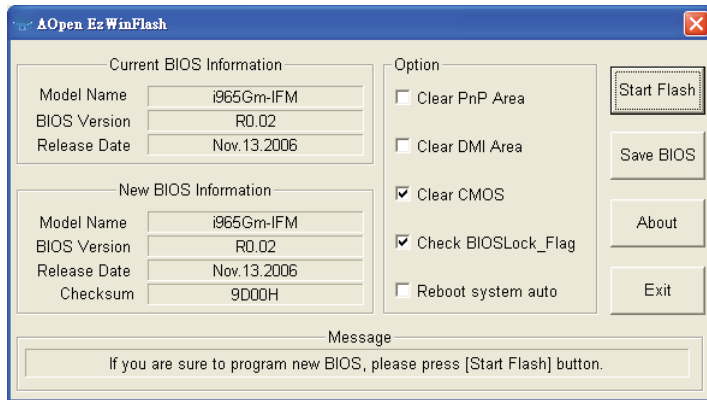 AOpen EzWinFlash
Current BIOS Information
Model Name i965Gm-IFM
BIOS Version R0.02
Release Date Nov.13.2006
New BIOS Information
Model Name i965Gm-IFM
BIOS Version R0.02
Release Date Nov.13.2006
Checksum 9D00H
Option
Clear PnP Area
Clear DMI Area
Clear CMOS
Check BIOSLock_Flag
Reboot system auto
Start Flash
Save BIOS
About
Exit
Message
If you are sure to program new BIOS, please press [Start Flash] button.